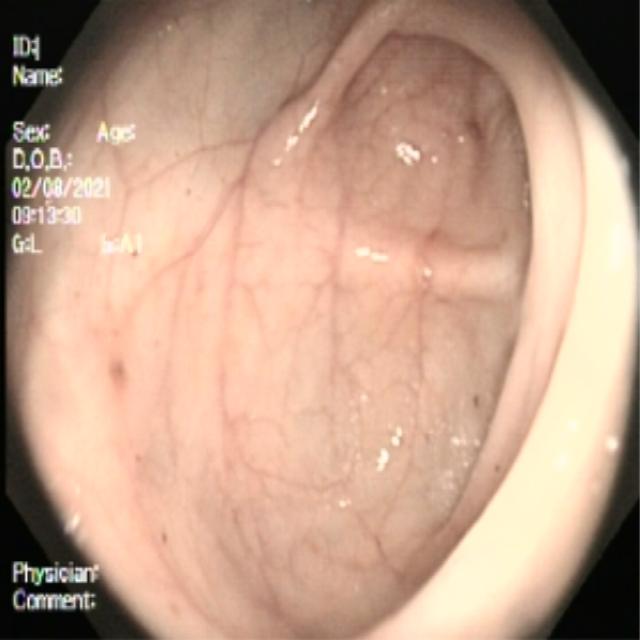 ID:
Name:
Sex: Age:
D.O.B.:
02/08/2021
09:13:30
G:L
Physician:
Comment: